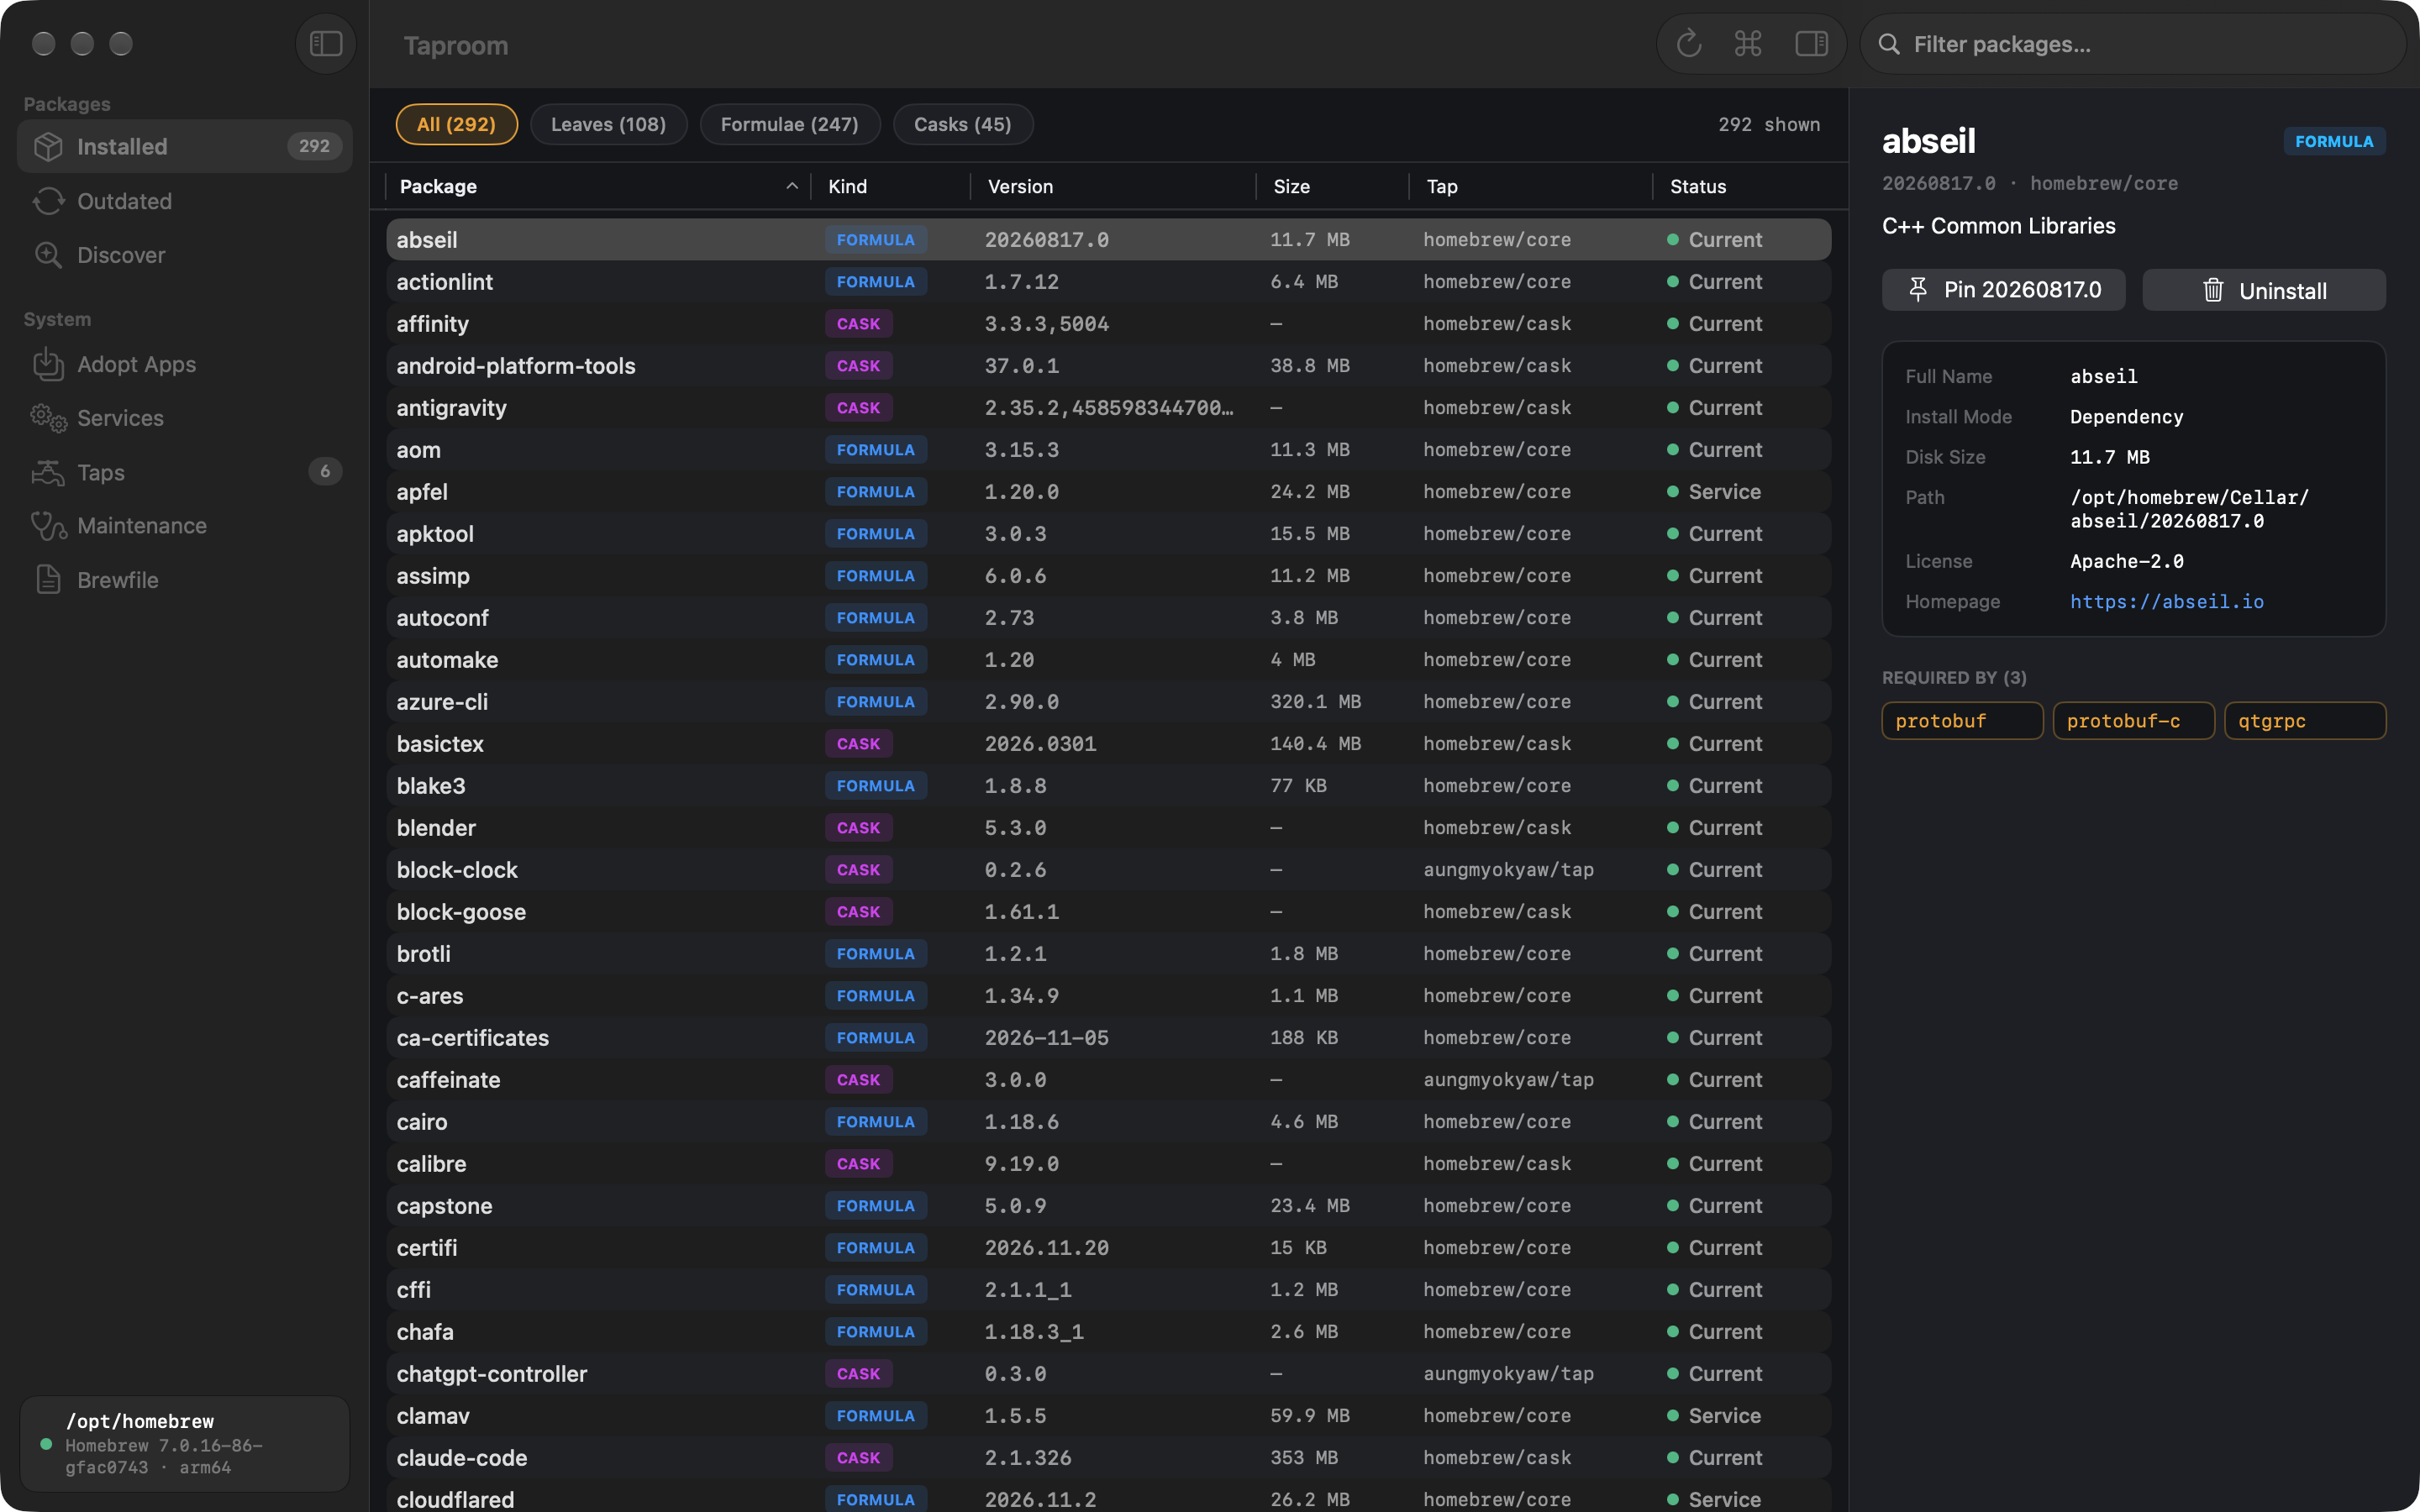 Taproom
Filter packages...
Packages
Installed 292
Outdated
Discover
System
Adopt Apps
Services
Taps 6
Maintenance
Brewfile
/opt/homebrew
Homebrew 7.0.16-86-
gfac0743 · arm64
All (292) Leaves (108) Formulae (247) Casks (45) 292 shown
Package Kind Version Size Tap Status
abseil FORMULA 20260817.0 11.7 MB homebrew/core Current
actionlint FORMULA 1.7.12 6.4 MB homebrew/core Current
affinity CASK 3.3.3,5004 — homebrew/cask Current
android-platform-tools CASK 37.0.1 38.8 MB homebrew/cask Current
antigravity CASK 2.35.2,458598344700… — homebrew/cask Current
aom FORMULA 3.15.3 11.3 MB homebrew/core Current
apfel FORMULA 1.20.0 24.2 MB homebrew/core Service
apktool FORMULA 3.0.3 15.5 MB homebrew/core Current
assimp FORMULA 6.0.6 11.2 MB homebrew/core Current
autoconf FORMULA 2.73 3.8 MB homebrew/core Current
automake FORMULA 1.20 4 MB homebrew/core Current
azure-cli FORMULA 2.90.0 320.1 MB homebrew/core Current
basictex CASK 2026.0301 140.4 MB homebrew/cask Current
blake3 FORMULA 1.8.8 77 KB homebrew/core Current
blender CASK 5.3.0 — homebrew/cask Current
block-clock CASK 0.2.6 — aungmyokyaw/tap Current
block-goose CASK 1.61.1 — homebrew/cask Current
brotli FORMULA 1.2.1 1.8 MB homebrew/core Current
c-ares FORMULA 1.34.9 1.1 MB homebrew/core Current
ca-certificates FORMULA 2026-11-05 188 KB homebrew/core Current
caffeinate CASK 3.0.0 — aungmyokyaw/tap Current
cairo FORMULA 1.18.6 4.6 MB homebrew/core Current
calibre CASK 9.19.0 — homebrew/cask Current
capstone FORMULA 5.0.9 23.4 MB homebrew/core Current
certifi FORMULA 2026.11.20 15 KB homebrew/core Current
cffi FORMULA 2.1.1_1 1.2 MB homebrew/core Current
chafa FORMULA 1.18.3_1 2.6 MB homebrew/core Current
chatgpt-controller CASK 0.3.0 — aungmyokyaw/tap Current
clamav FORMULA 1.5.5 59.9 MB homebrew/core Service
claude-code CASK 2.1.326 353 MB homebrew/cask Current
cloudflared FORMULA 2026.11.2 26.2 MB homebrew/core Service
abseil FORMULA
20260817.0 · homebrew/core
C++ Common Libraries
Pin 20260817.0 Uninstall
Full Name abseil
Install Mode Dependency
Disk Size 11.7 MB
Path /opt/homebrew/Cellar/
abseil/20260817.0
License Apache-2.0
Homepage https://abseil.io
REQUIRED BY (3)
protobuf protobuf-c qtgrpc